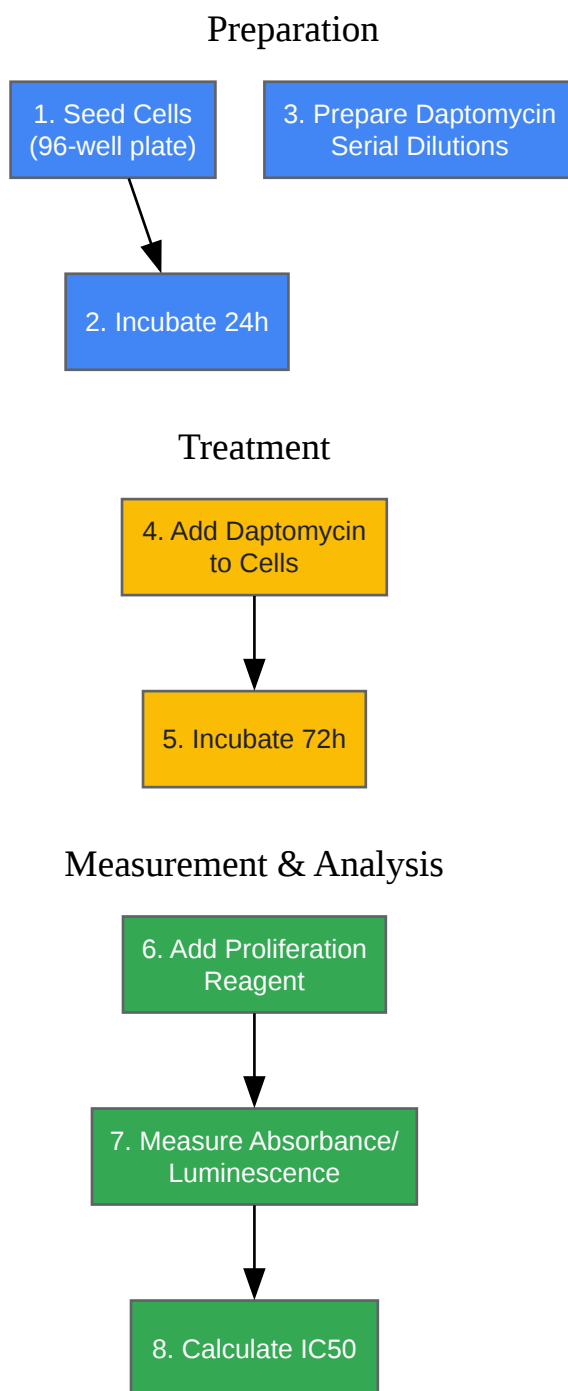 Preparation
1. Seed Cells
(96-well plate)
3. Prepare Daptomycin
Serial Dilutions
2. Incubate 24h
Treatment
4. Add Daptomycin
to Cells
5. Incubate 72h
Measurement & Analysis
6. Add Proliferation
Reagent
7. Measure Absorbance/
Luminescence
8. Calculate IC50